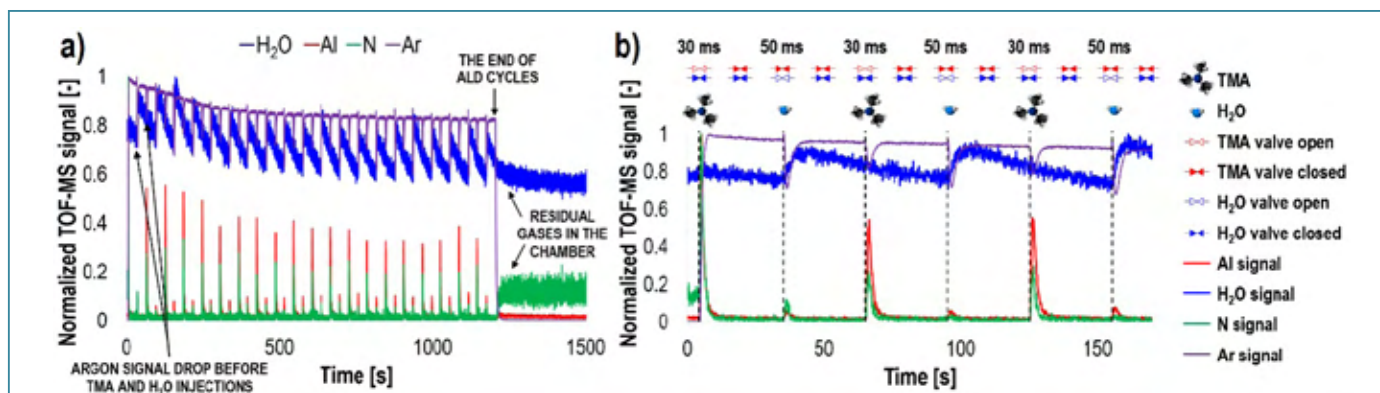 a)
H₂O Al N Ar
THE END OF
ALD CYCLES
Normalized TOF-MS signal [-]
1
0.8
0.6
0.4
0.2
0
RESIDUAL
GASES IN THE
CHAMBER
0 500 1000 1500
ARGON SIGNAL DROP BEFORE
TMA AND H₂O INJECTIONS
Time [s]
b)
30 ms 50 ms 30 ms 50 ms 30 ms 50 ms
Normalized TOF-MS signal [-]
1
0.8
0.6
0.4
0.2
0
0 50 100 150
Time [s]
TMA
H₂O
TMA valve open
TMA valve closed
H₂O valve open
H₂O valve closed
Al signal
H₂O signal
N signal
Ar signal